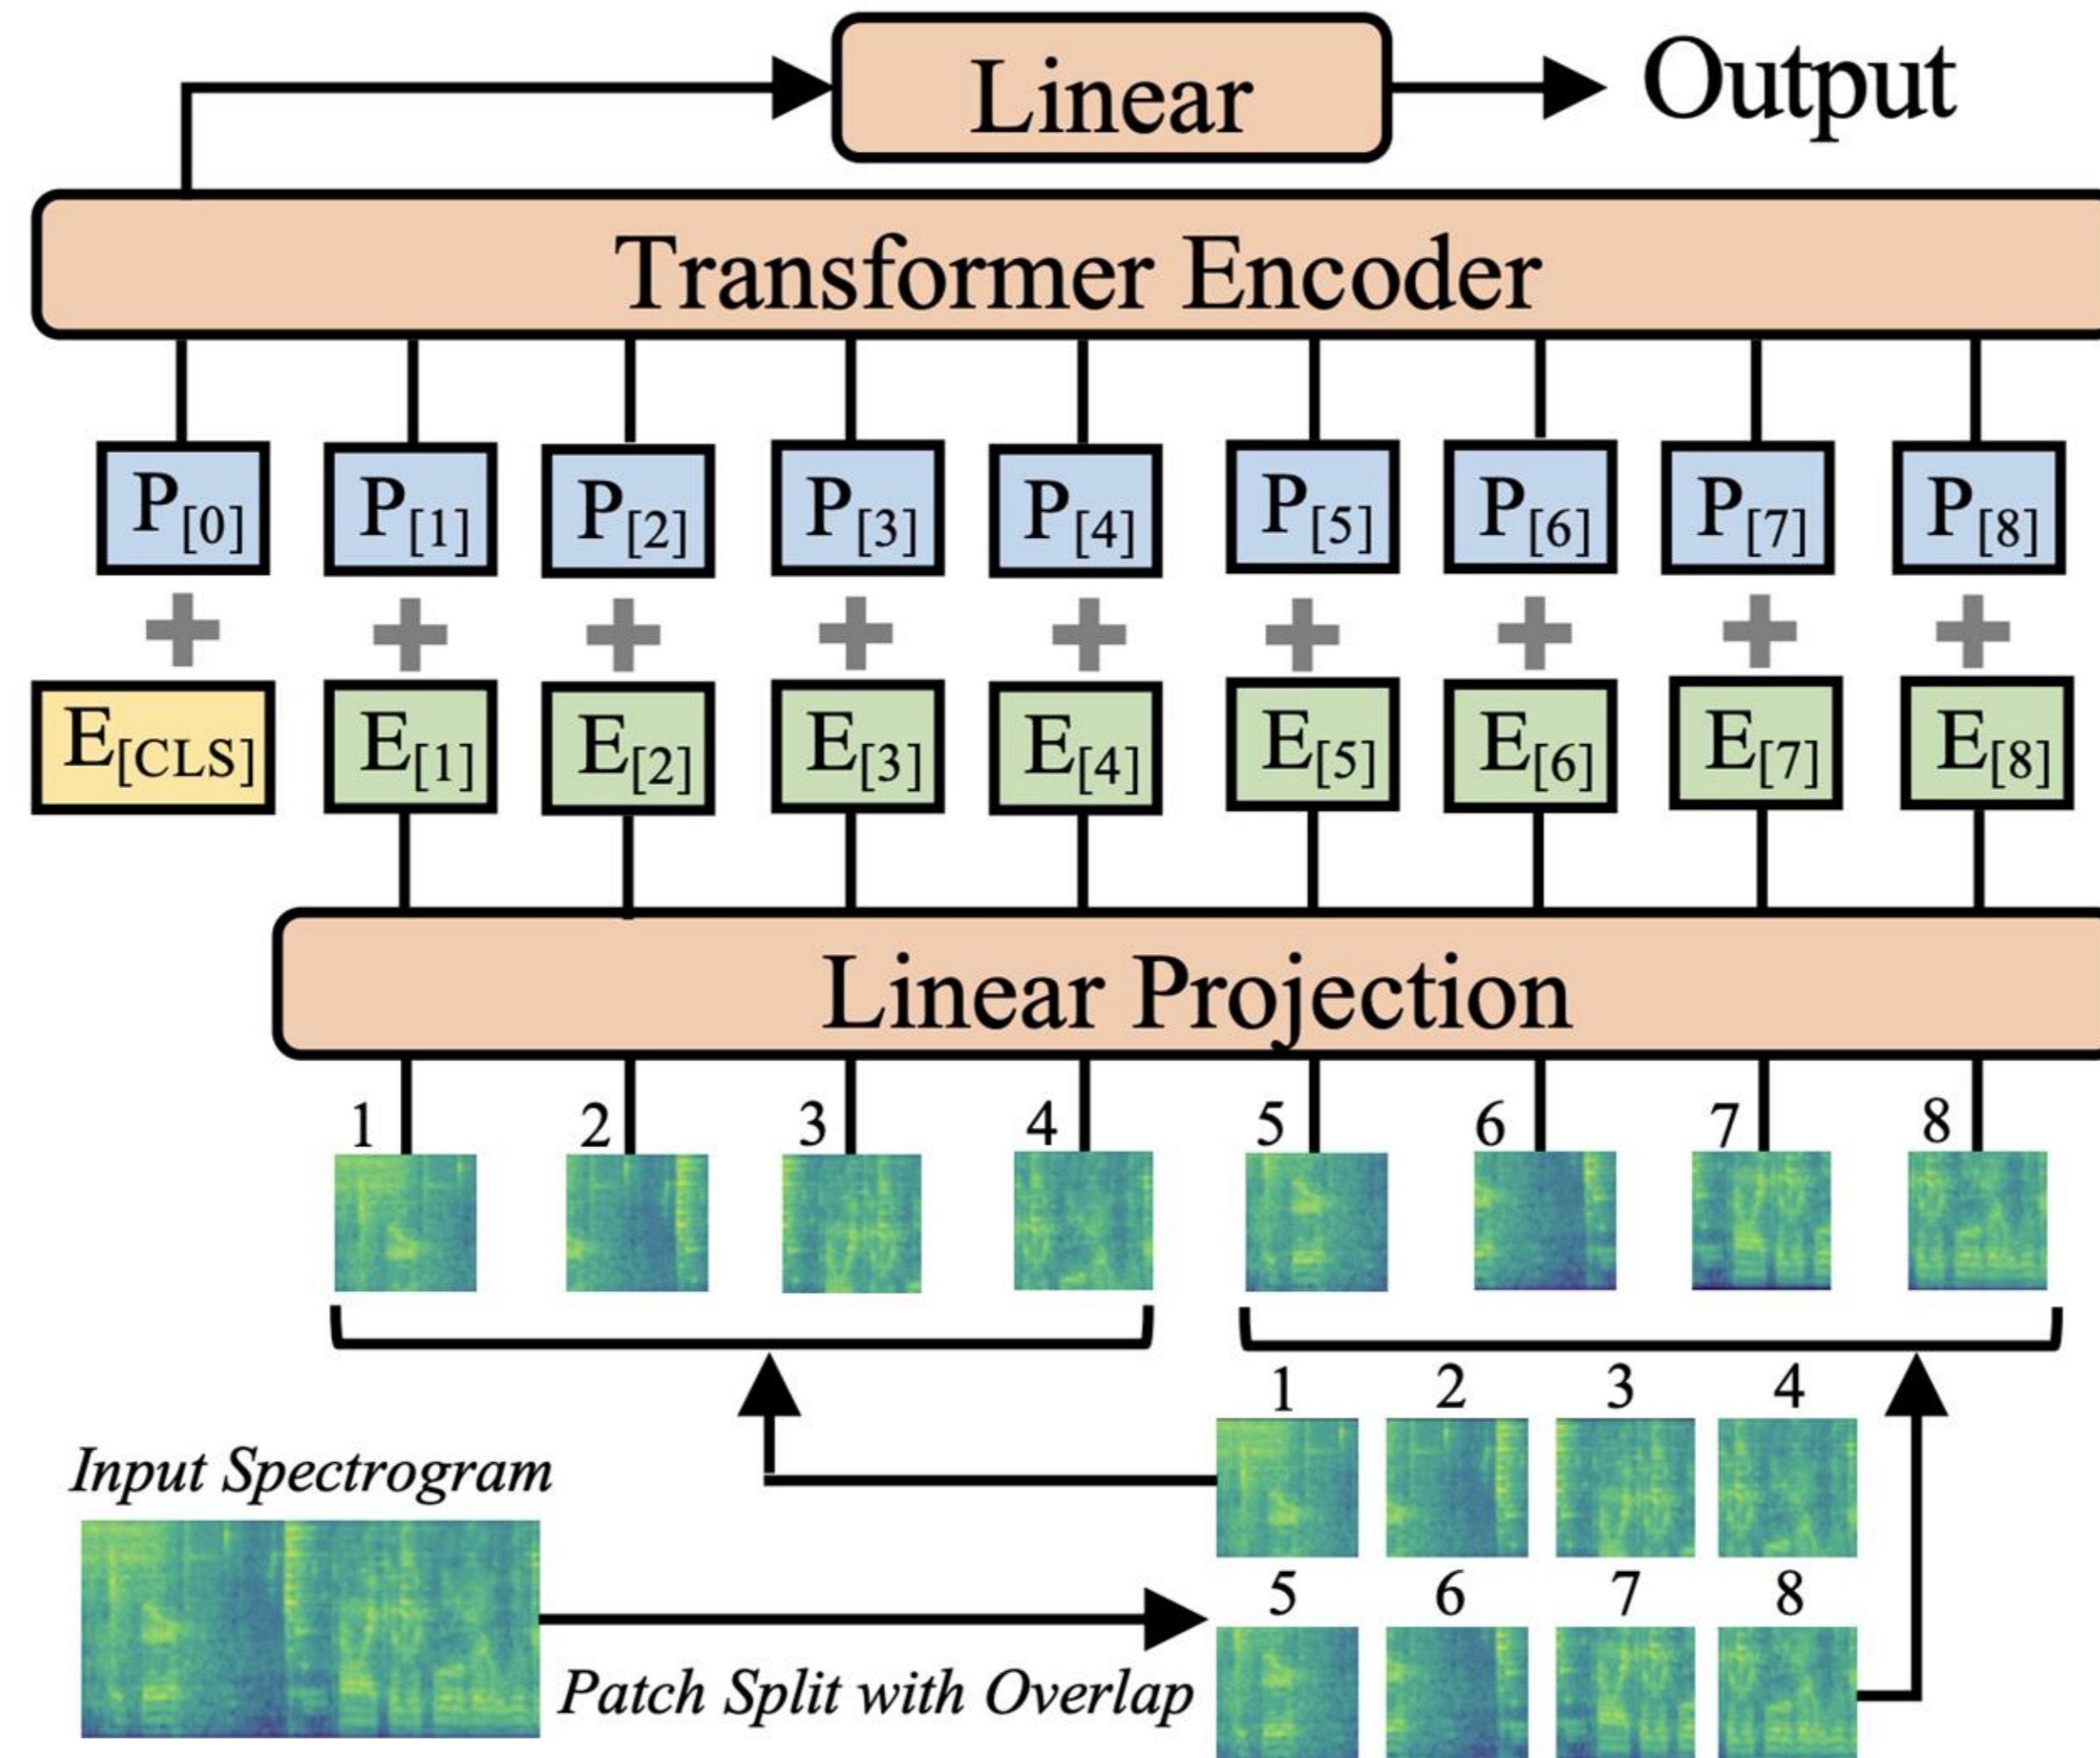 Linear Output
Transformer Encoder
P[0] P[1] P[2] P[3] P[4] P[5] P[6] P[7] P[8]
+ + + + + + + + +
E[CLS] E[1] E[2] E[3] E[4] E[5] E[6] E[7] E[8]
Linear Projection
1 2 3 4 5 6 7 8
1 2 3 4
Input Spectrogram
5 6 7 8
Patch Split with Overlap